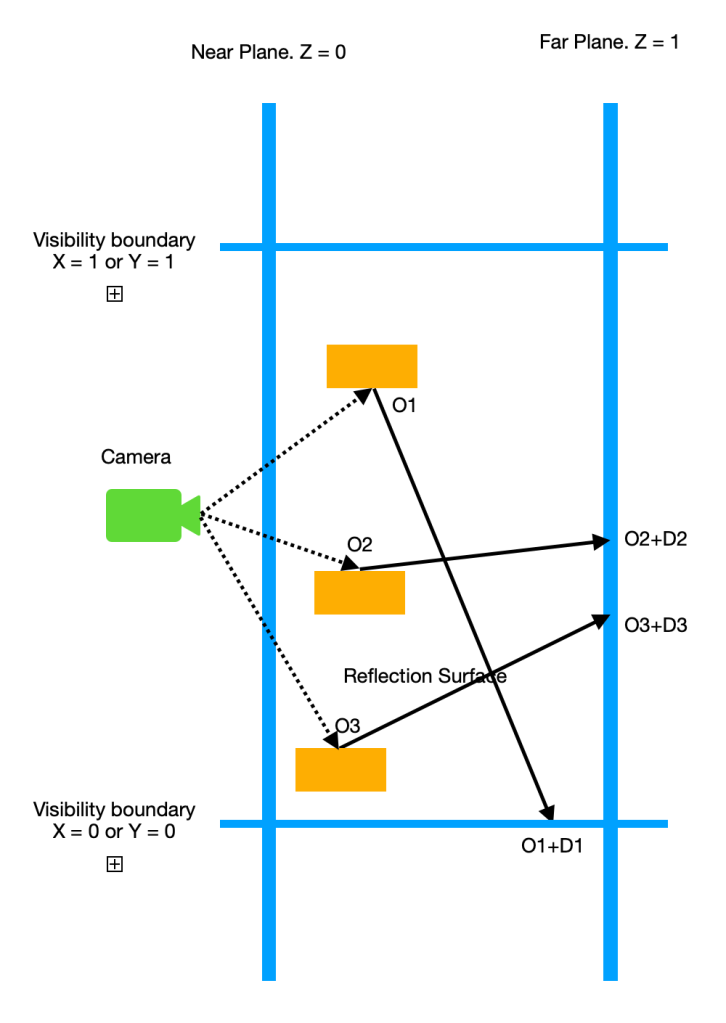 Near Plane. Z = 0
Far Plane. Z = 1
Visibility boundary
X = 1 or Y = 1
O1
Camera
O2
O2+D2
O3+D3
Reflection Surface
O3
Visibility boundary
X = 0 or Y = 0
O1+D1